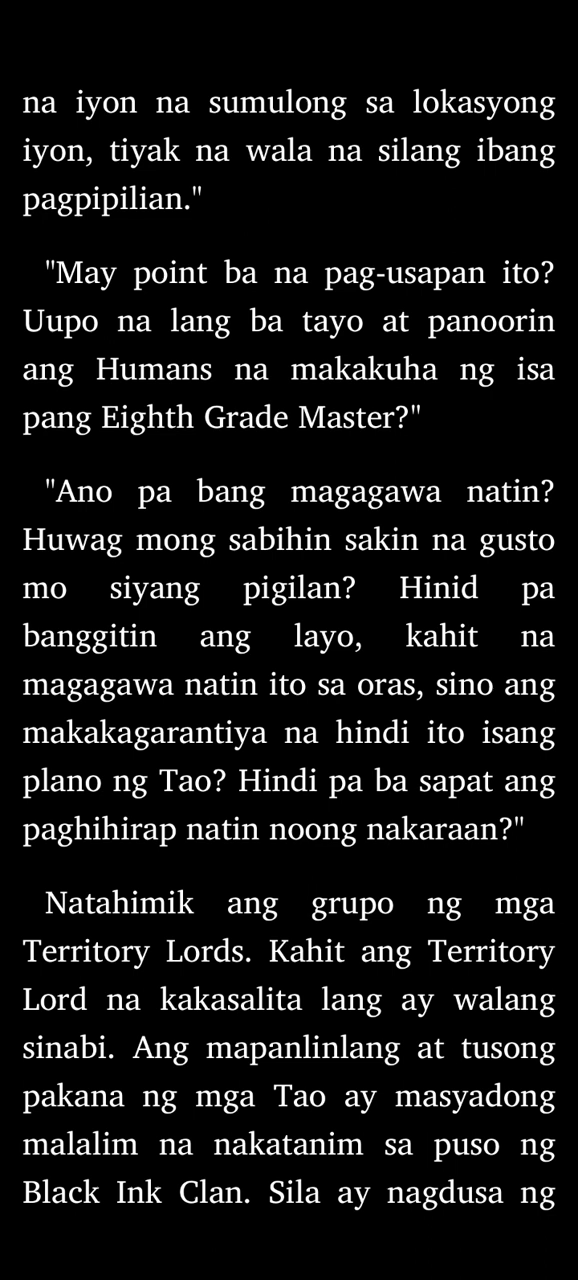 na iyon na sumulong sa lokasyong
iyon, tiyak na wala na silang ibang
pagpipilian."
"May point ba na pag-usapan ito?
Uupo na lang ba tayo at panoorin
ang Humans na makakuha ng isa
pang Eighth Grade Master?"
"Ano pa bang magagawa natin?
Huwag mong sabihin sakin na gusto
mo siyang pigilan? Hinid pa
banggitin ang layo, kahit na
magagawa natin ito sa oras, sino ang
makakagarantiya na hindi ito isang
plano ng Tao? Hindi pa ba sapat ang
paghihirap natin noong nakaraan?"
Natahimik ang grupo ng mga
Territory Lords. Kahit ang Territory
Lord na kakasalita lang ay walang
sinabi. Ang mapanlinlang at tusong
pakana ng mga Tao ay masyadong
malalim na nakatanim sa puso ng
Black Ink Clan. Sila ay nagdusa ng